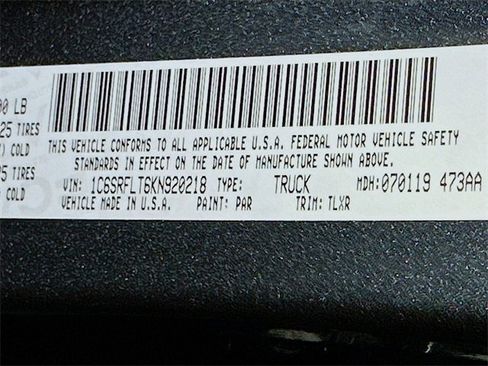 00 LB
25 TIRES
COLD
25 TIRES
COLD
THIS VEHICLE CONFORMS TO ALL APPLICABLE U.S.A. FEDERAL MOTOR VEHICLE SAFETY
STANDARDS IN EFFECT ON THE DATE OF MANUFACTURE SHOWN ABOVE.
VIN: 1C6SRFLT6KN920218 TYPE: TRUCK MDH: 070119 473AA
VEHICLE MADE IN U.S.A. PAINT: PAR TRIM: TLXR